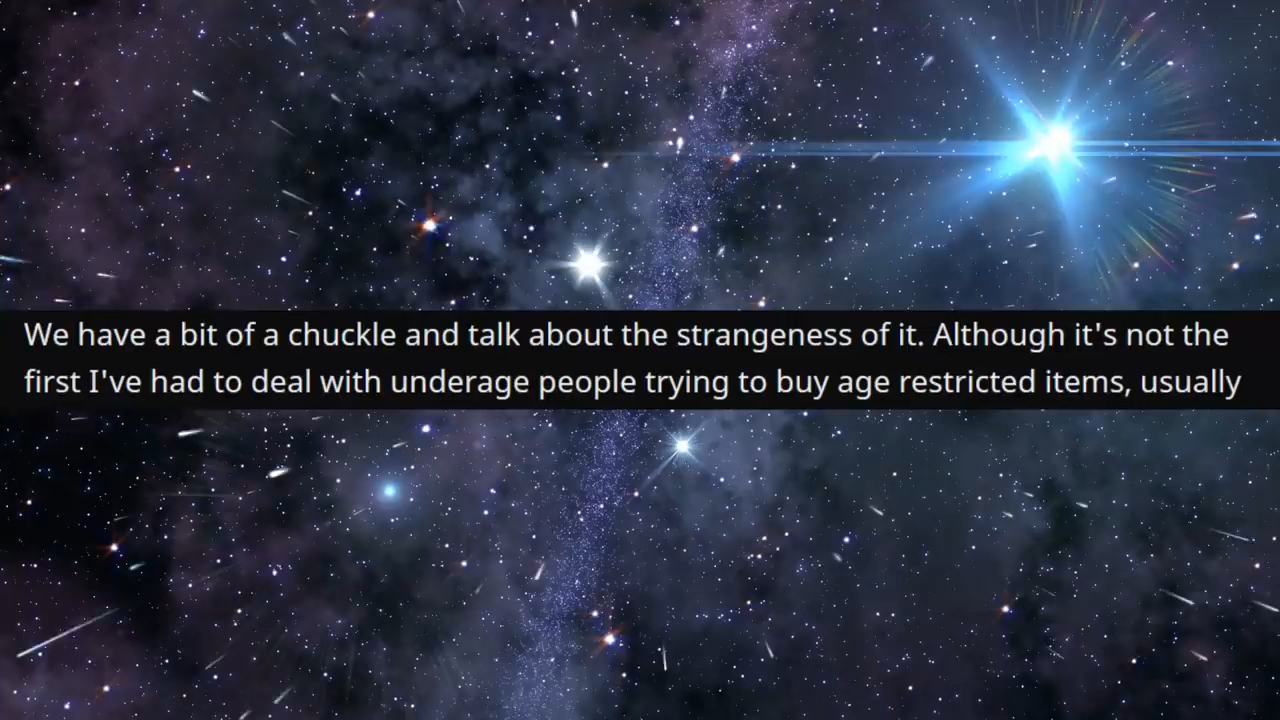 We have a bit of a chuckle and talk about the strangeness of it. Although it's not the
first I've had to deal with underage people trying to buy age restricted items, usually